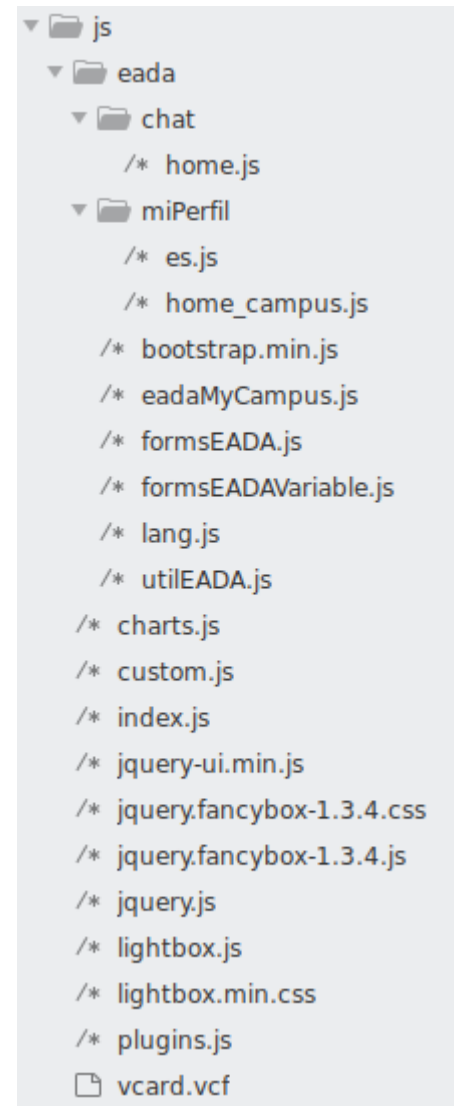 js
eada
chat
/* home.js
miPerfil
/* es.js
/* home_campus.js
/* bootstrap.min.js
/* eadaMyCampus.js
/* formsEADA.js
/* formsEADAVariable.js
/* lang.js
/* utilEADA.js
/* charts.js
/* custom.js
/* index.js
/* jquery-ui.min.js
/* jquery.fancybox-1.3.4.css
/* jquery.fancybox-1.3.4.js
/* jquery.js
/* lightbox.js
/* lightbox.min.css
/* plugins.js
vcard.vcf